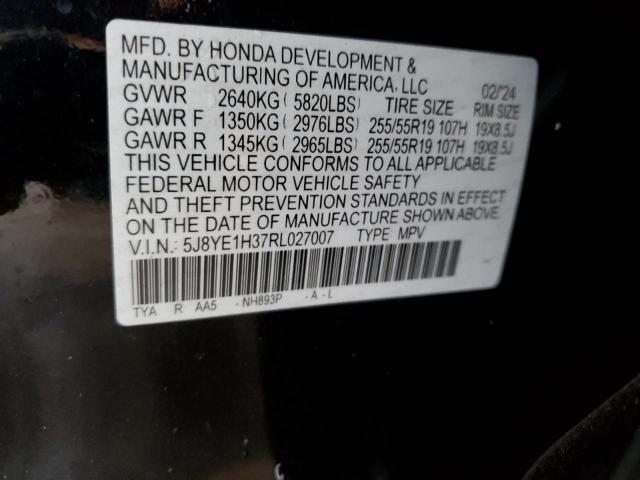 MFD. BY HONDA DEVELOPMENT &
MANUFACTURING OF AMERICA, LLC 02/'24
GVWR 2640KG ( 5820LBS) TIRE SIZE RIM SIZE
GAWR F 1350KG ( 2976LBS) 255/55R19 107H 19X8.5J
GAWR R 1345KG ( 2965LBS) 255/55R19 107H 19X8.5J
THIS VEHICLE CONFORMS TO ALL APPLICABLE
FEDERAL MOTOR VEHICLE SAFETY
AND THEFT PREVENTION STANDARDS IN EFFECT
ON THE DATE OF MANUFACTURE SHOWN ABOVE.
V.I.N.: 5J8YE1H37RL027007 TYPE MPV
TYA R AA5 -NH893P -A-L